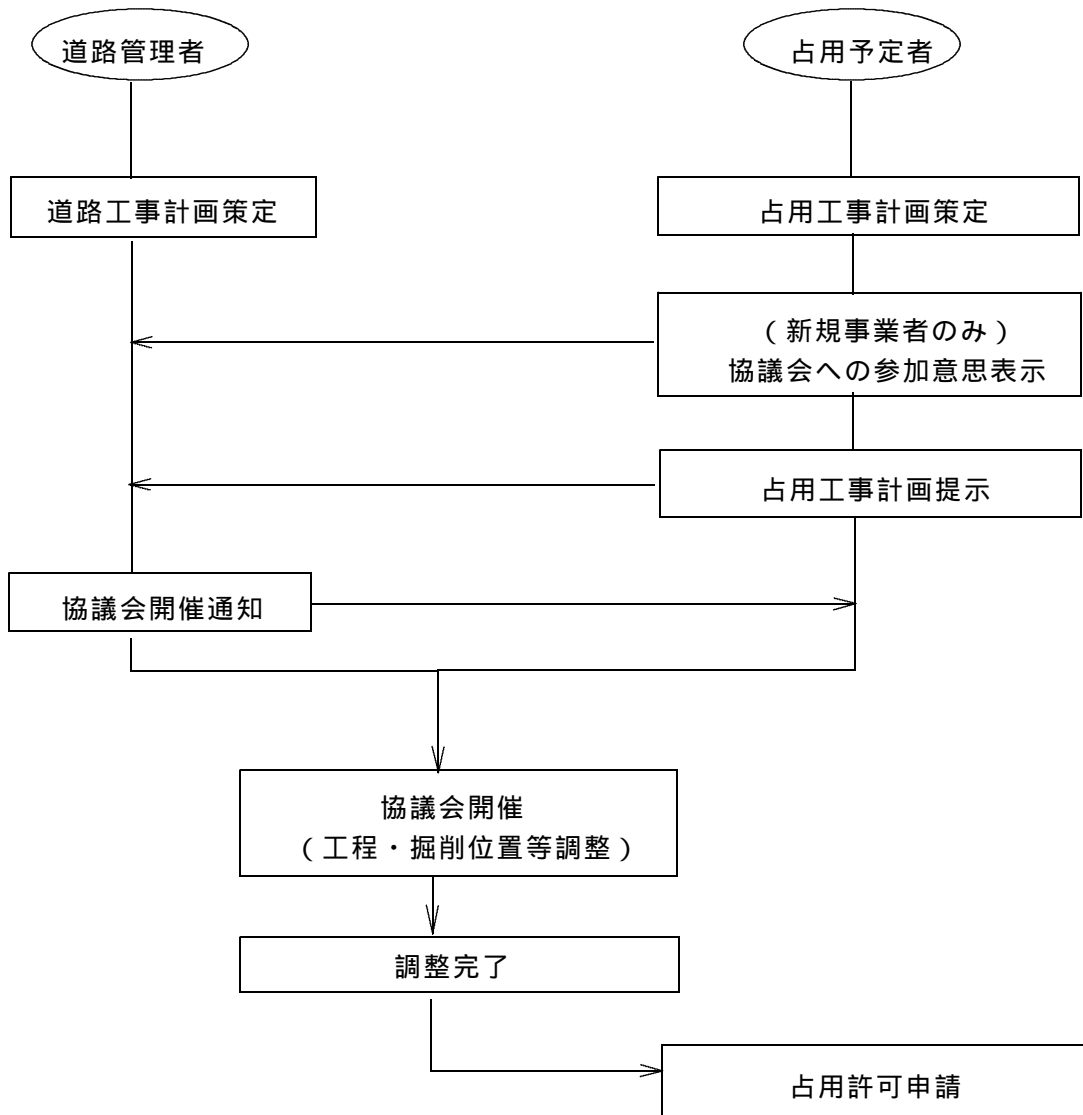 道路管理者
占用予定者
道路工事計画策定
占用工事計画策定
（新規事業者のみ）
協議会への参加意思表示
占用工事計画提示
協議会開催通知
協議会開催
（工程・掘削位置等調整）
調整完了
占用許可申請